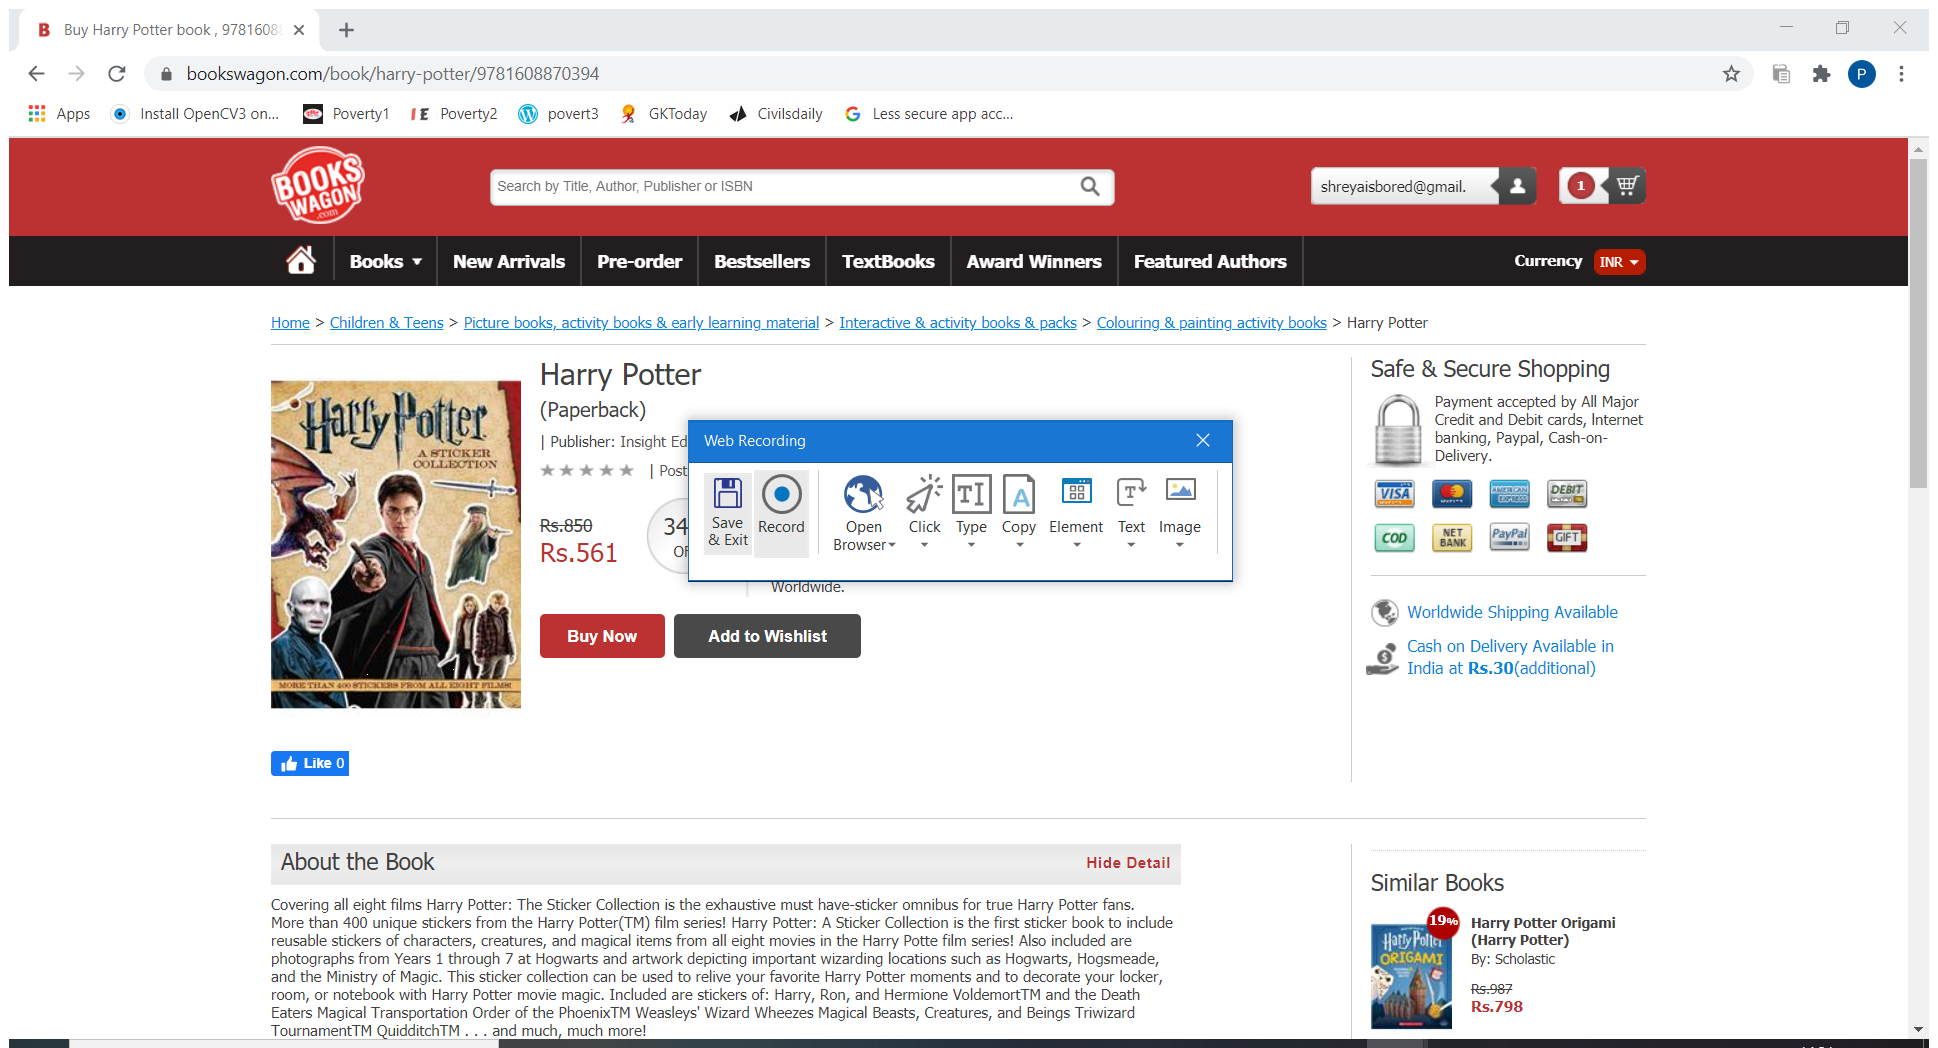 Buy Harry Potter book , 9781608
bookswagon.com/book/harry-potter/9781608870394
P
Apps
Install OpenCV3 on...
Poverty1
IE Poverty2
povert3
GKToday
Civilsdaily
Less secure app acc...
BOOKS WAGON .com
Search by Title, Author, Publisher or ISBN
shreyaisbored@gmail.
1
Books
New Arrivals
Pre-order
Bestsellers
TextBooks
Award Winners
Featured Authors
Currency
INR
Home > Children & Teens > Picture books, activity books & early learning material > Interactive & activity books & packs > Colouring & painting activity books > Harry Potter
Harry Potter
A STICKER
COLLECTION
MORE THAN 400 STICKERS FROM ALL EIGHT FILMS!
Harry Potter
(Paperback)
| Publisher: Insight Ed
| Post
Rs.850
Rs.561
34
OF
Worldwide.
Web Recording
Save
& Exit
Record
Open
Browser
Click
Type
Copy
Element
Text
Image
Buy Now
Add to Wishlist
Like 0
Safe & Secure Shopping
Payment accepted by All Major
Credit and Debit cards, Internet
banking, Paypal, Cash-on-
Delivery.
VISA
MasterCard
AMERICAN EXPRESS
DEBIT
COD
NET BANK
PayPal
GIFT
Worldwide Shipping Available
Cash on Delivery Available in
India at Rs.30(additional)
About the Book
Hide Detail
Covering all eight films Harry Potter: The Sticker Collection is the exhaustive must have-sticker omnibus for true Harry Potter fans.
More than 400 unique stickers from the Harry Potter(TM) film series! Harry Potter: A Sticker Collection is the first sticker book to include
reusable stickers of characters, creatures, and magical items from all eight movies in the Harry Potte film series! Also included are
photographs from Years 1 through 7 at Hogwarts and artwork depicting important wizarding locations such as Hogwarts, Hogsmeade,
and the Ministry of Magic. This sticker collection can be used to relive your favorite Harry Potter moments and to decorate your locker,
room, or notebook with Harry Potter movie magic. Included are stickers of: Harry, Ron, and Hermione VoldemortTM and the Death
Eaters Magical Transportation Order of the PhoenixTM Weasleys' Wizard Wheezes Magical Beasts, Creatures, and Beings Triwizard
TournamentTM QuidditchTM . . . and much, much more!
Similar Books
19%
Harry Potter
ORIGAMI
Harry Potter Origami
(Harry Potter)
By: Scholastic
Rs.987
Rs.798